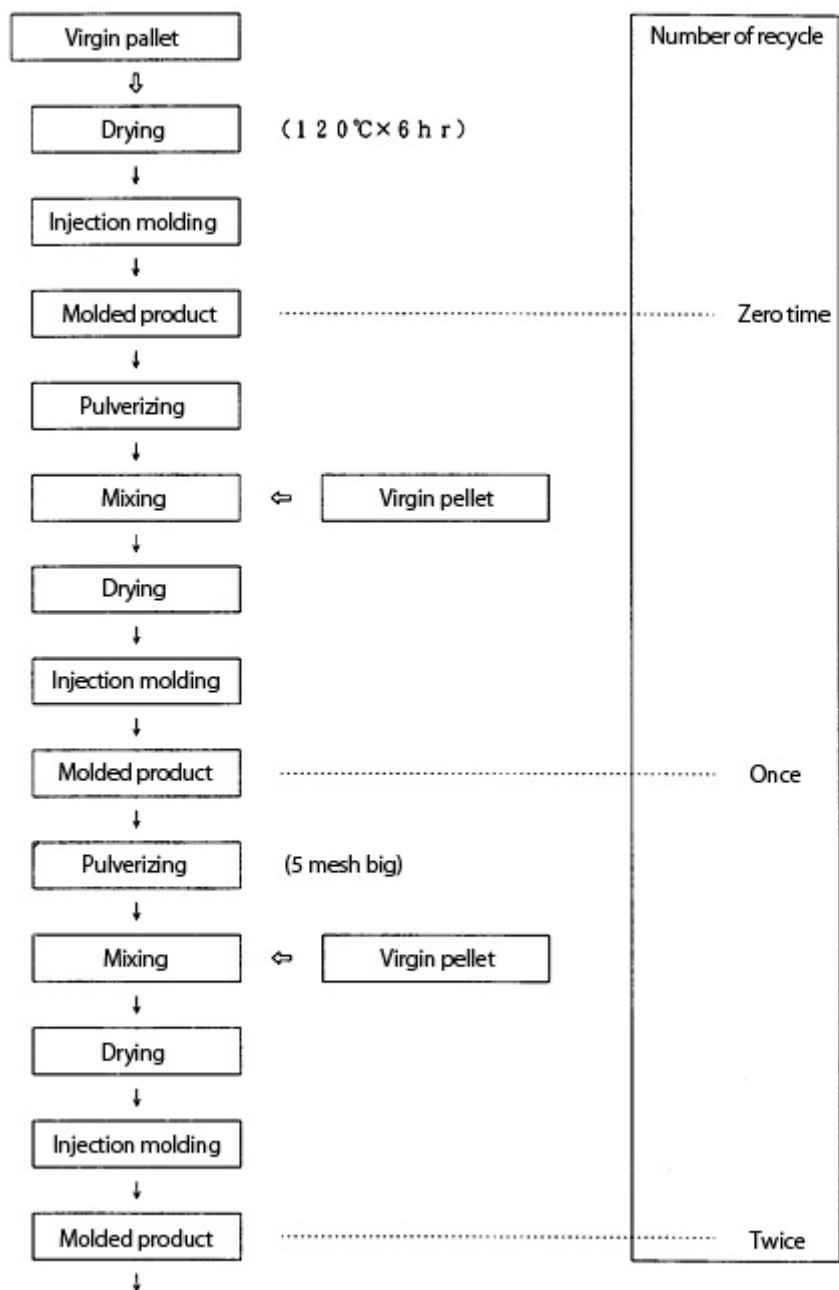 Virgin pallet
Number of recycle
Drying
(120℃×6hr)
Injection molding
Molded product
Zero time
Pulverizing
Mixing
Virgin pellet
Drying
Injection molding
Molded product
Once
Pulverizing
(5 mesh big)
Mixing
Virgin pellet
Drying
Injection molding
Molded product
Twice